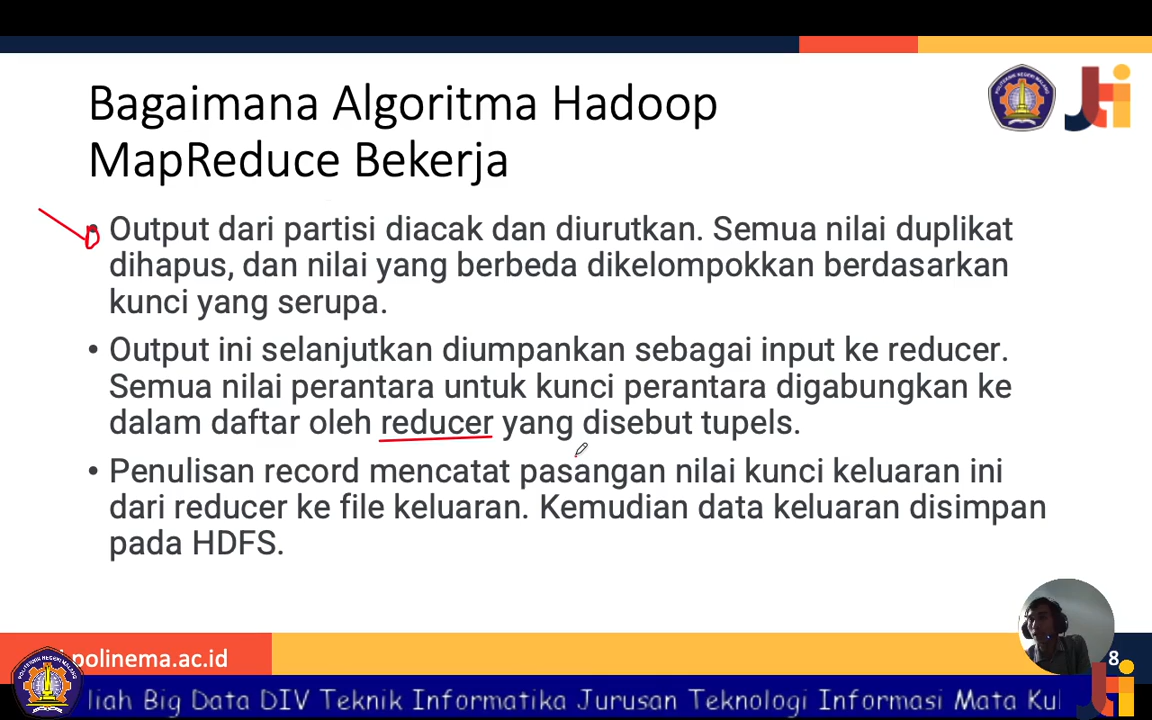 Bagaimana Algoritma Hadoop
MapReduce Bekerja
• Output dari partisi diacak dan diurutkan. Semua nilai duplikat
dihapus, dan nilai yang berbeda dikelompokkan berdasarkan
kunci yang serupa.
• Output ini selanjutkan diumpankan sebagai input ke reducer.
Semua nilai perantara untuk kunci perantara digabungkan ke
dalam daftar oleh reducer yang disebut tupels.
• Penulisan record mencatat pasangan nilai kunci keluaran ini
dari reducer ke file keluaran. Kemudian data keluaran disimpan
pada HDFS.
polinema.ac.id
8
liah Big Data DIV Teknik Informatika Jurusan Teknologi Informasi Mata Kul